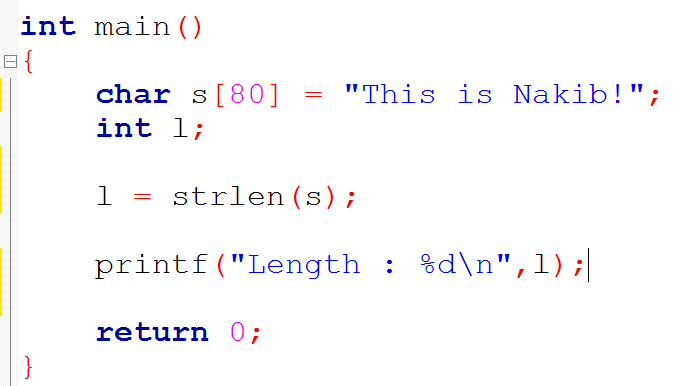 int main()
{
char s[80] = "This is Nakib!";
int l;
l = strlen(s);
printf("Length : %d\n",l);
return 0;
}